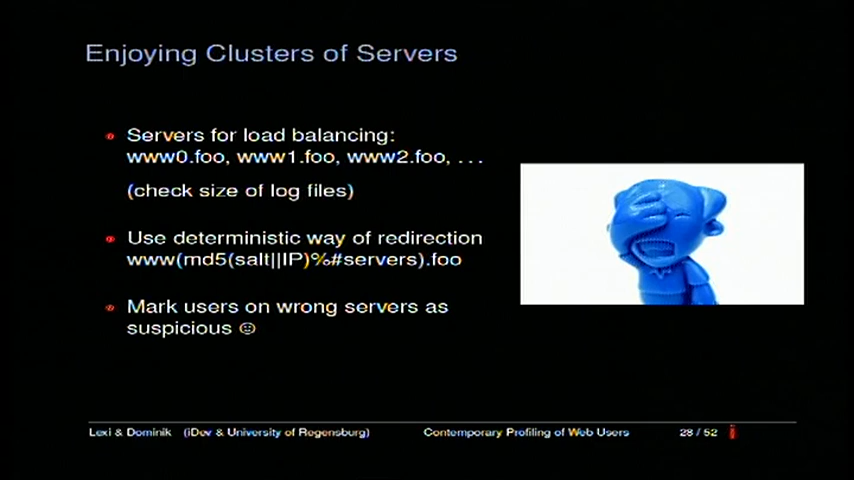 Enjoying Clusters of Servers
Servers for load balancing:
www0.foo, www1.foo, www2.foo, ...
(check size of log files)
Use deterministic way of redirection
www(md5(salt||IP)%#servers).foo
Mark users on wrong servers as
suspicious ☺
Lexi & Dominik (iDev & University of Regensburg) Contemporary Profiling of Web Users 28 / 52